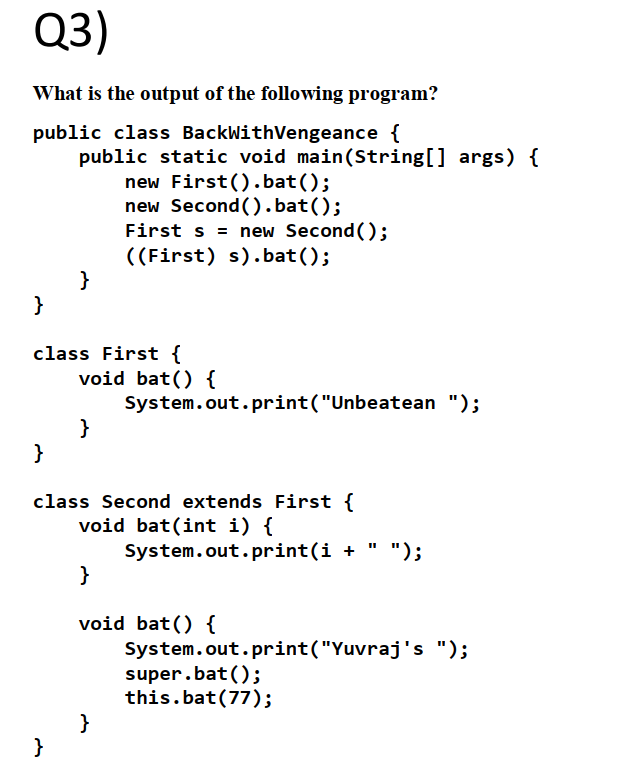 Q3)
What is the output of the following program?
public class BackWithVengeance {
    public static void main(String[] args) {
        new First().bat();
        new Second().bat();
        First s = new Second();
        ((First) s).bat();
    }
}
class First {
    void bat() {
        System.out.print("Unbeatean ");
    }
}
class Second extends First {
    void bat(int i) {
        System.out.print(i + " ");
    }
    void bat() {
        System.out.print("Yuvraj's ");
        super.bat();
        this.bat(77);
    }
}